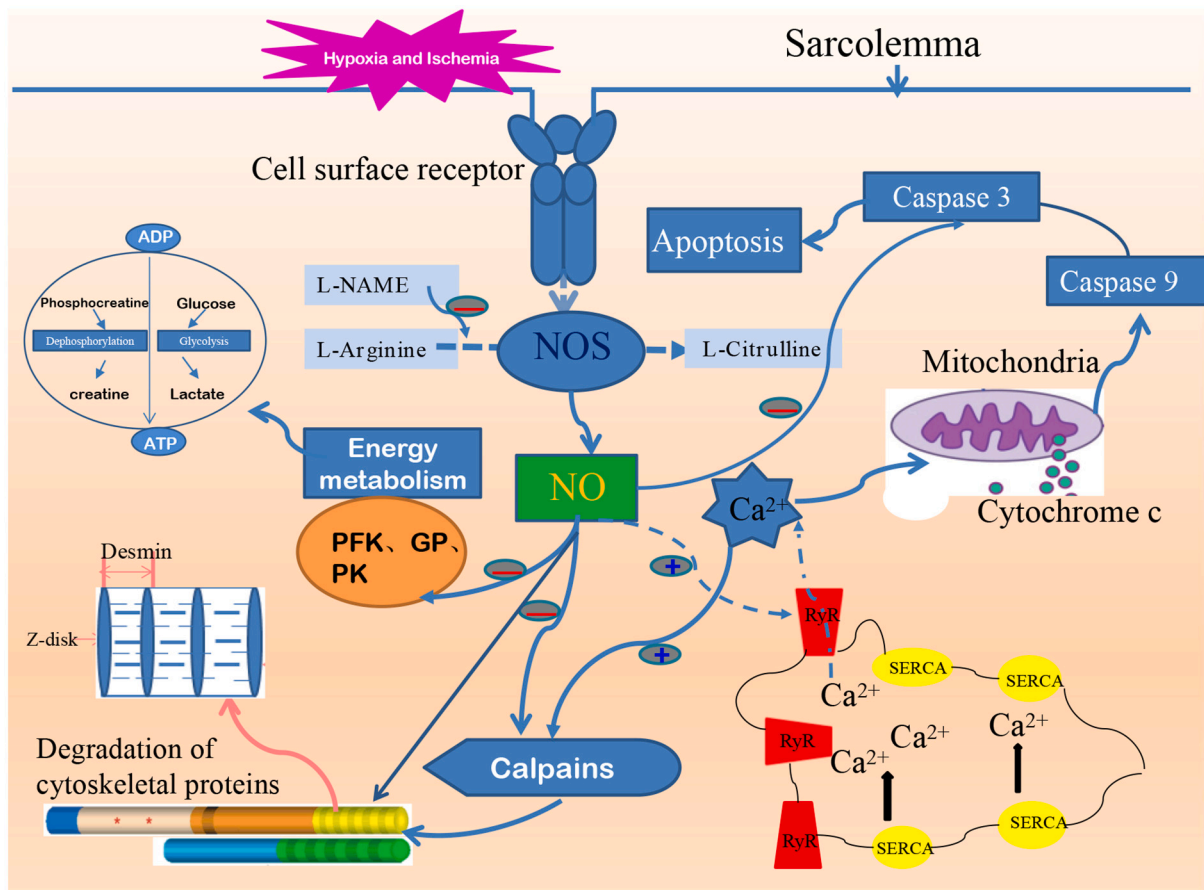 Hypoxia and Ischemia
Sarcolemma
Cell surface receptor
Caspase 3
Apoptosis
Caspase 9
ADP
Phosphocreatine
Glucose
Dephosphorylation
Glycolysis
creatine
Lactate
ATP
L-NAME
L-Arginine
NOS
L-Citrulline
Mitochondria
Cytochrome c
Energy
metabolism
NO
Ca²⁺
PFK、GP、
PK
Desmin
Z-disk
+
+
RyR
SERCA
SERCA
Ca²⁺
Ca²⁺
Ca²⁺
RyR
Ca²⁺
Degradation of
cytoskeletal proteins
Calpains
* *
RyR
SERCA
SERCA